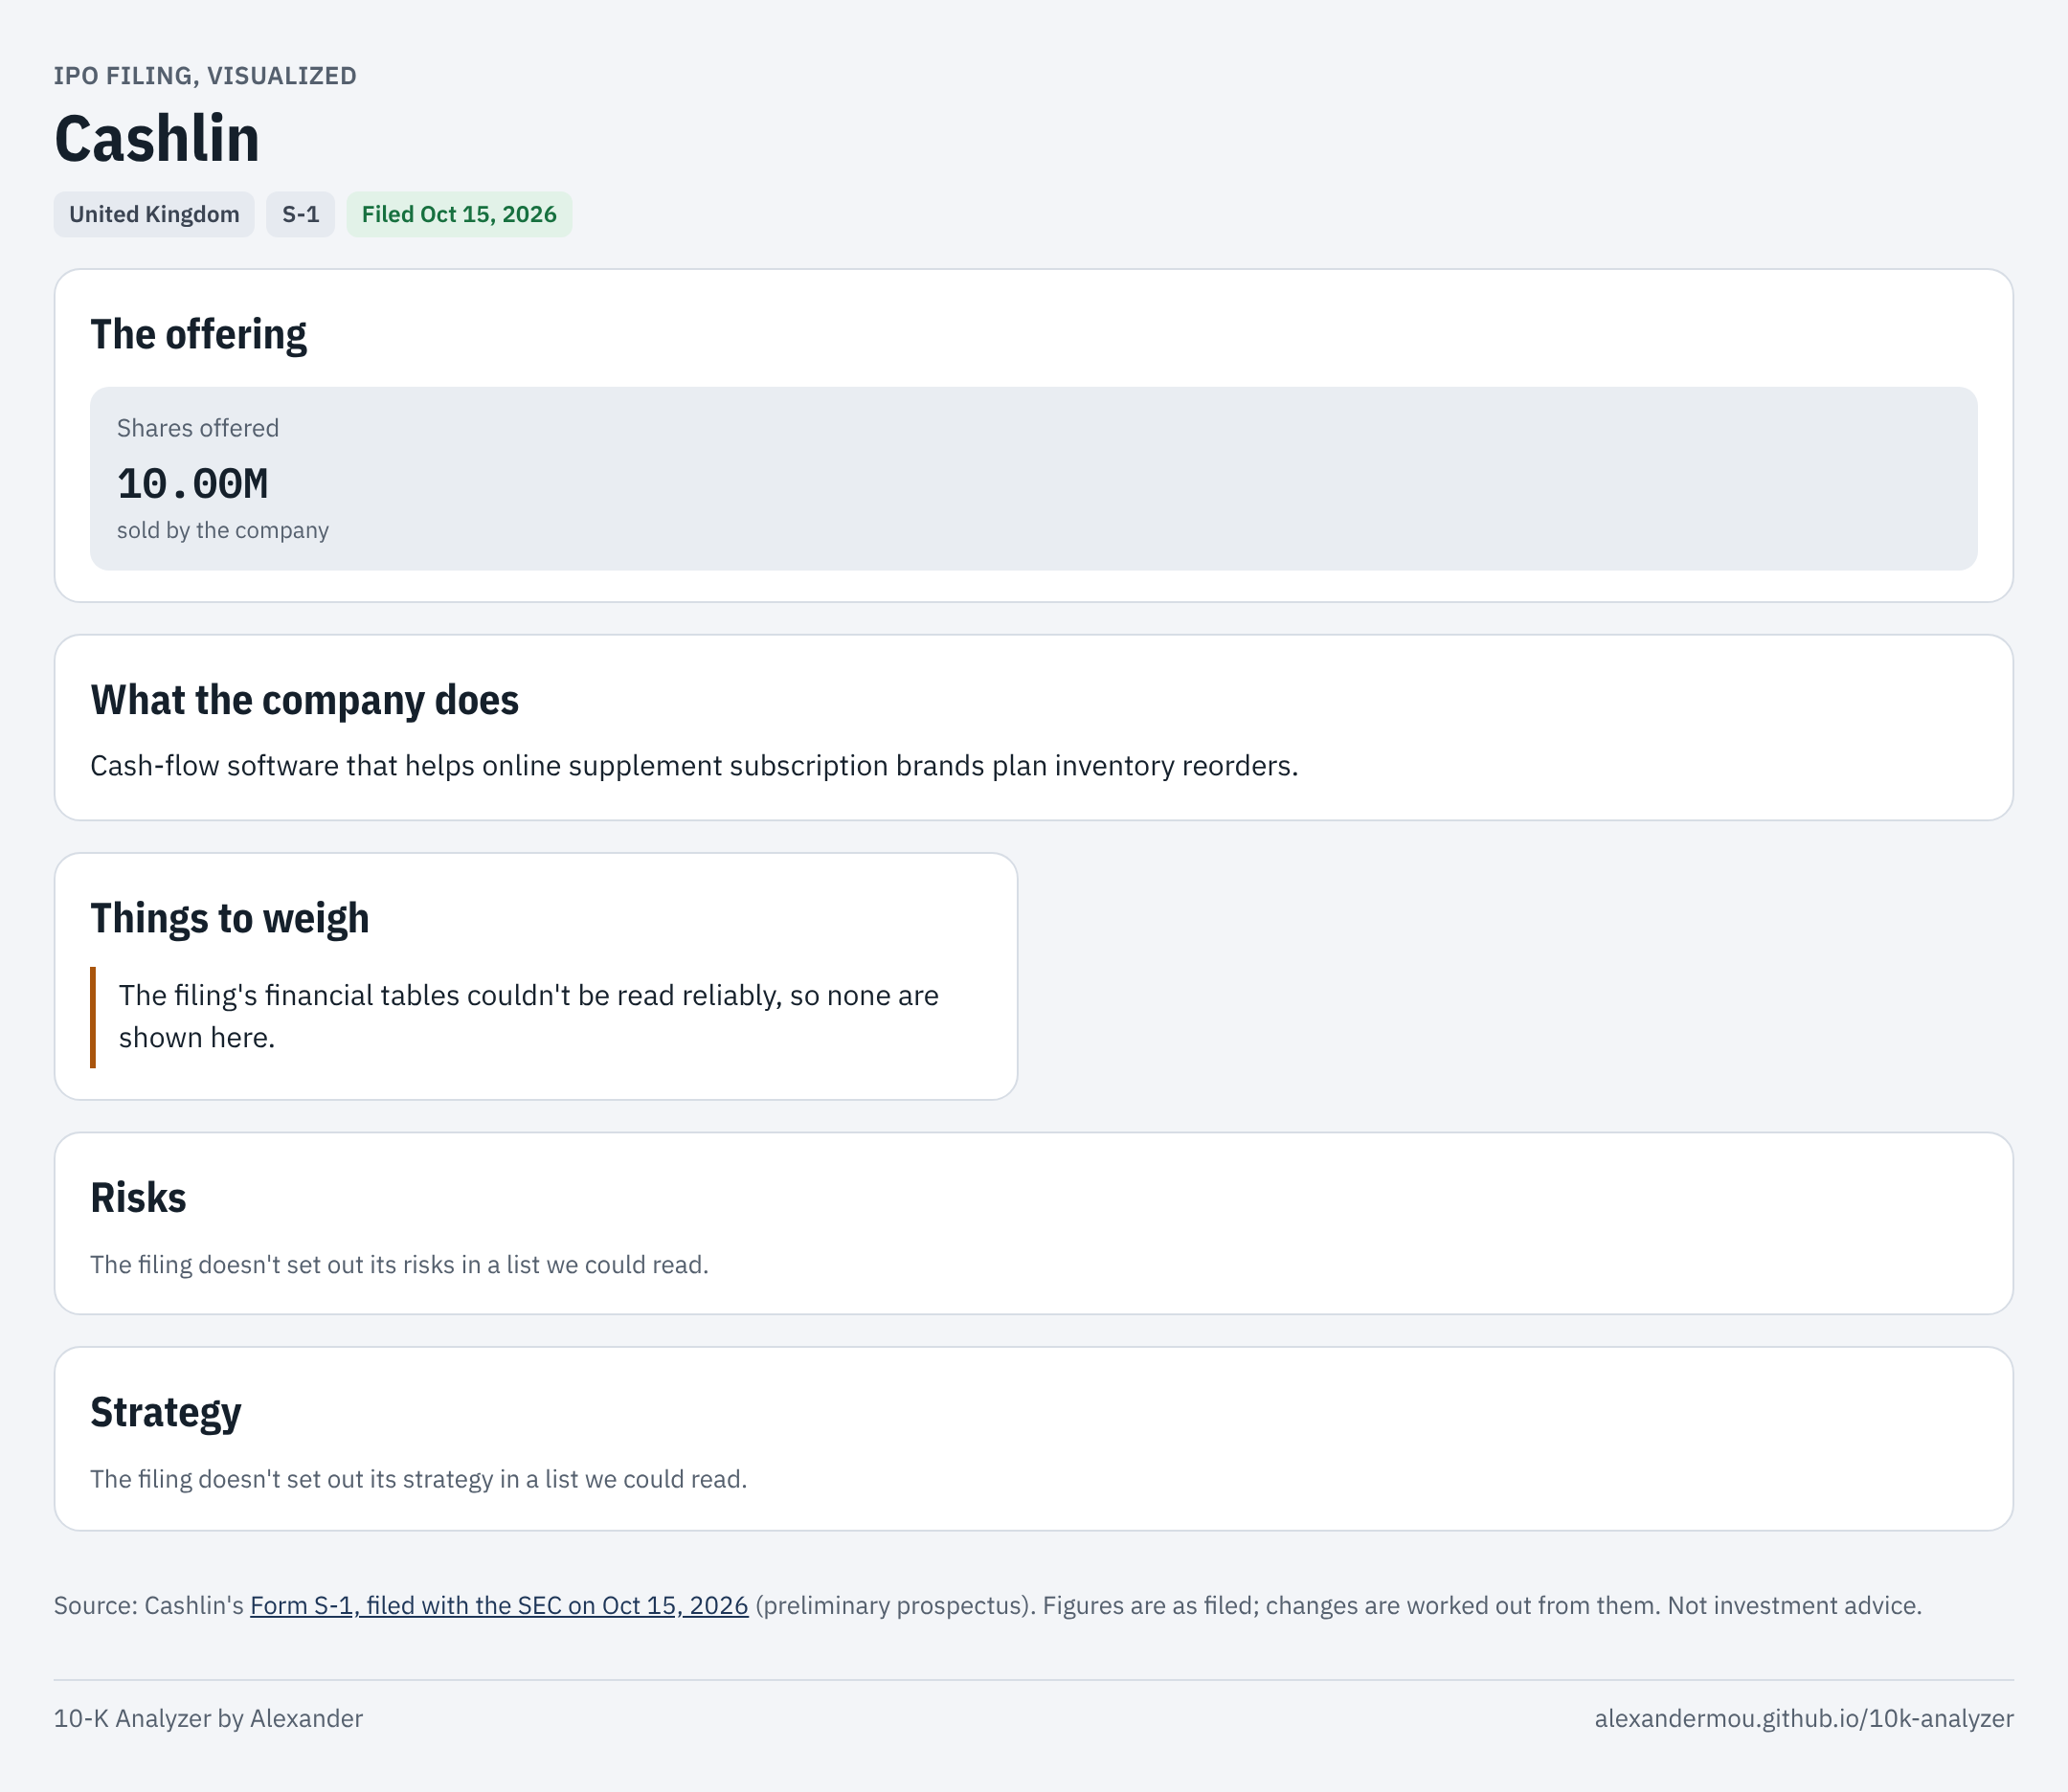 IPO FILING, VISUALIZED
Cashlin
United Kingdom S-1 Filed Oct 15, 2026
The offering
Shares offered
10.00M
sold by the company
What the company does
Cash-flow software that helps online supplement subscription brands plan inventory reorders.
Things to weigh
The filing's financial tables couldn't be read reliably, so none are
shown here.
Risks
The filing doesn't set out its risks in a list we could read.
Strategy
The filing doesn't set out its strategy in a list we could read.
Source: Cashlin's Form S-1, filed with the SEC on Oct 15, 2026 (preliminary prospectus). Figures are as filed; changes are worked out from them. Not investment advice.
10-K Analyzer by Alexander
alexandermou.github.io/10k-analyzer